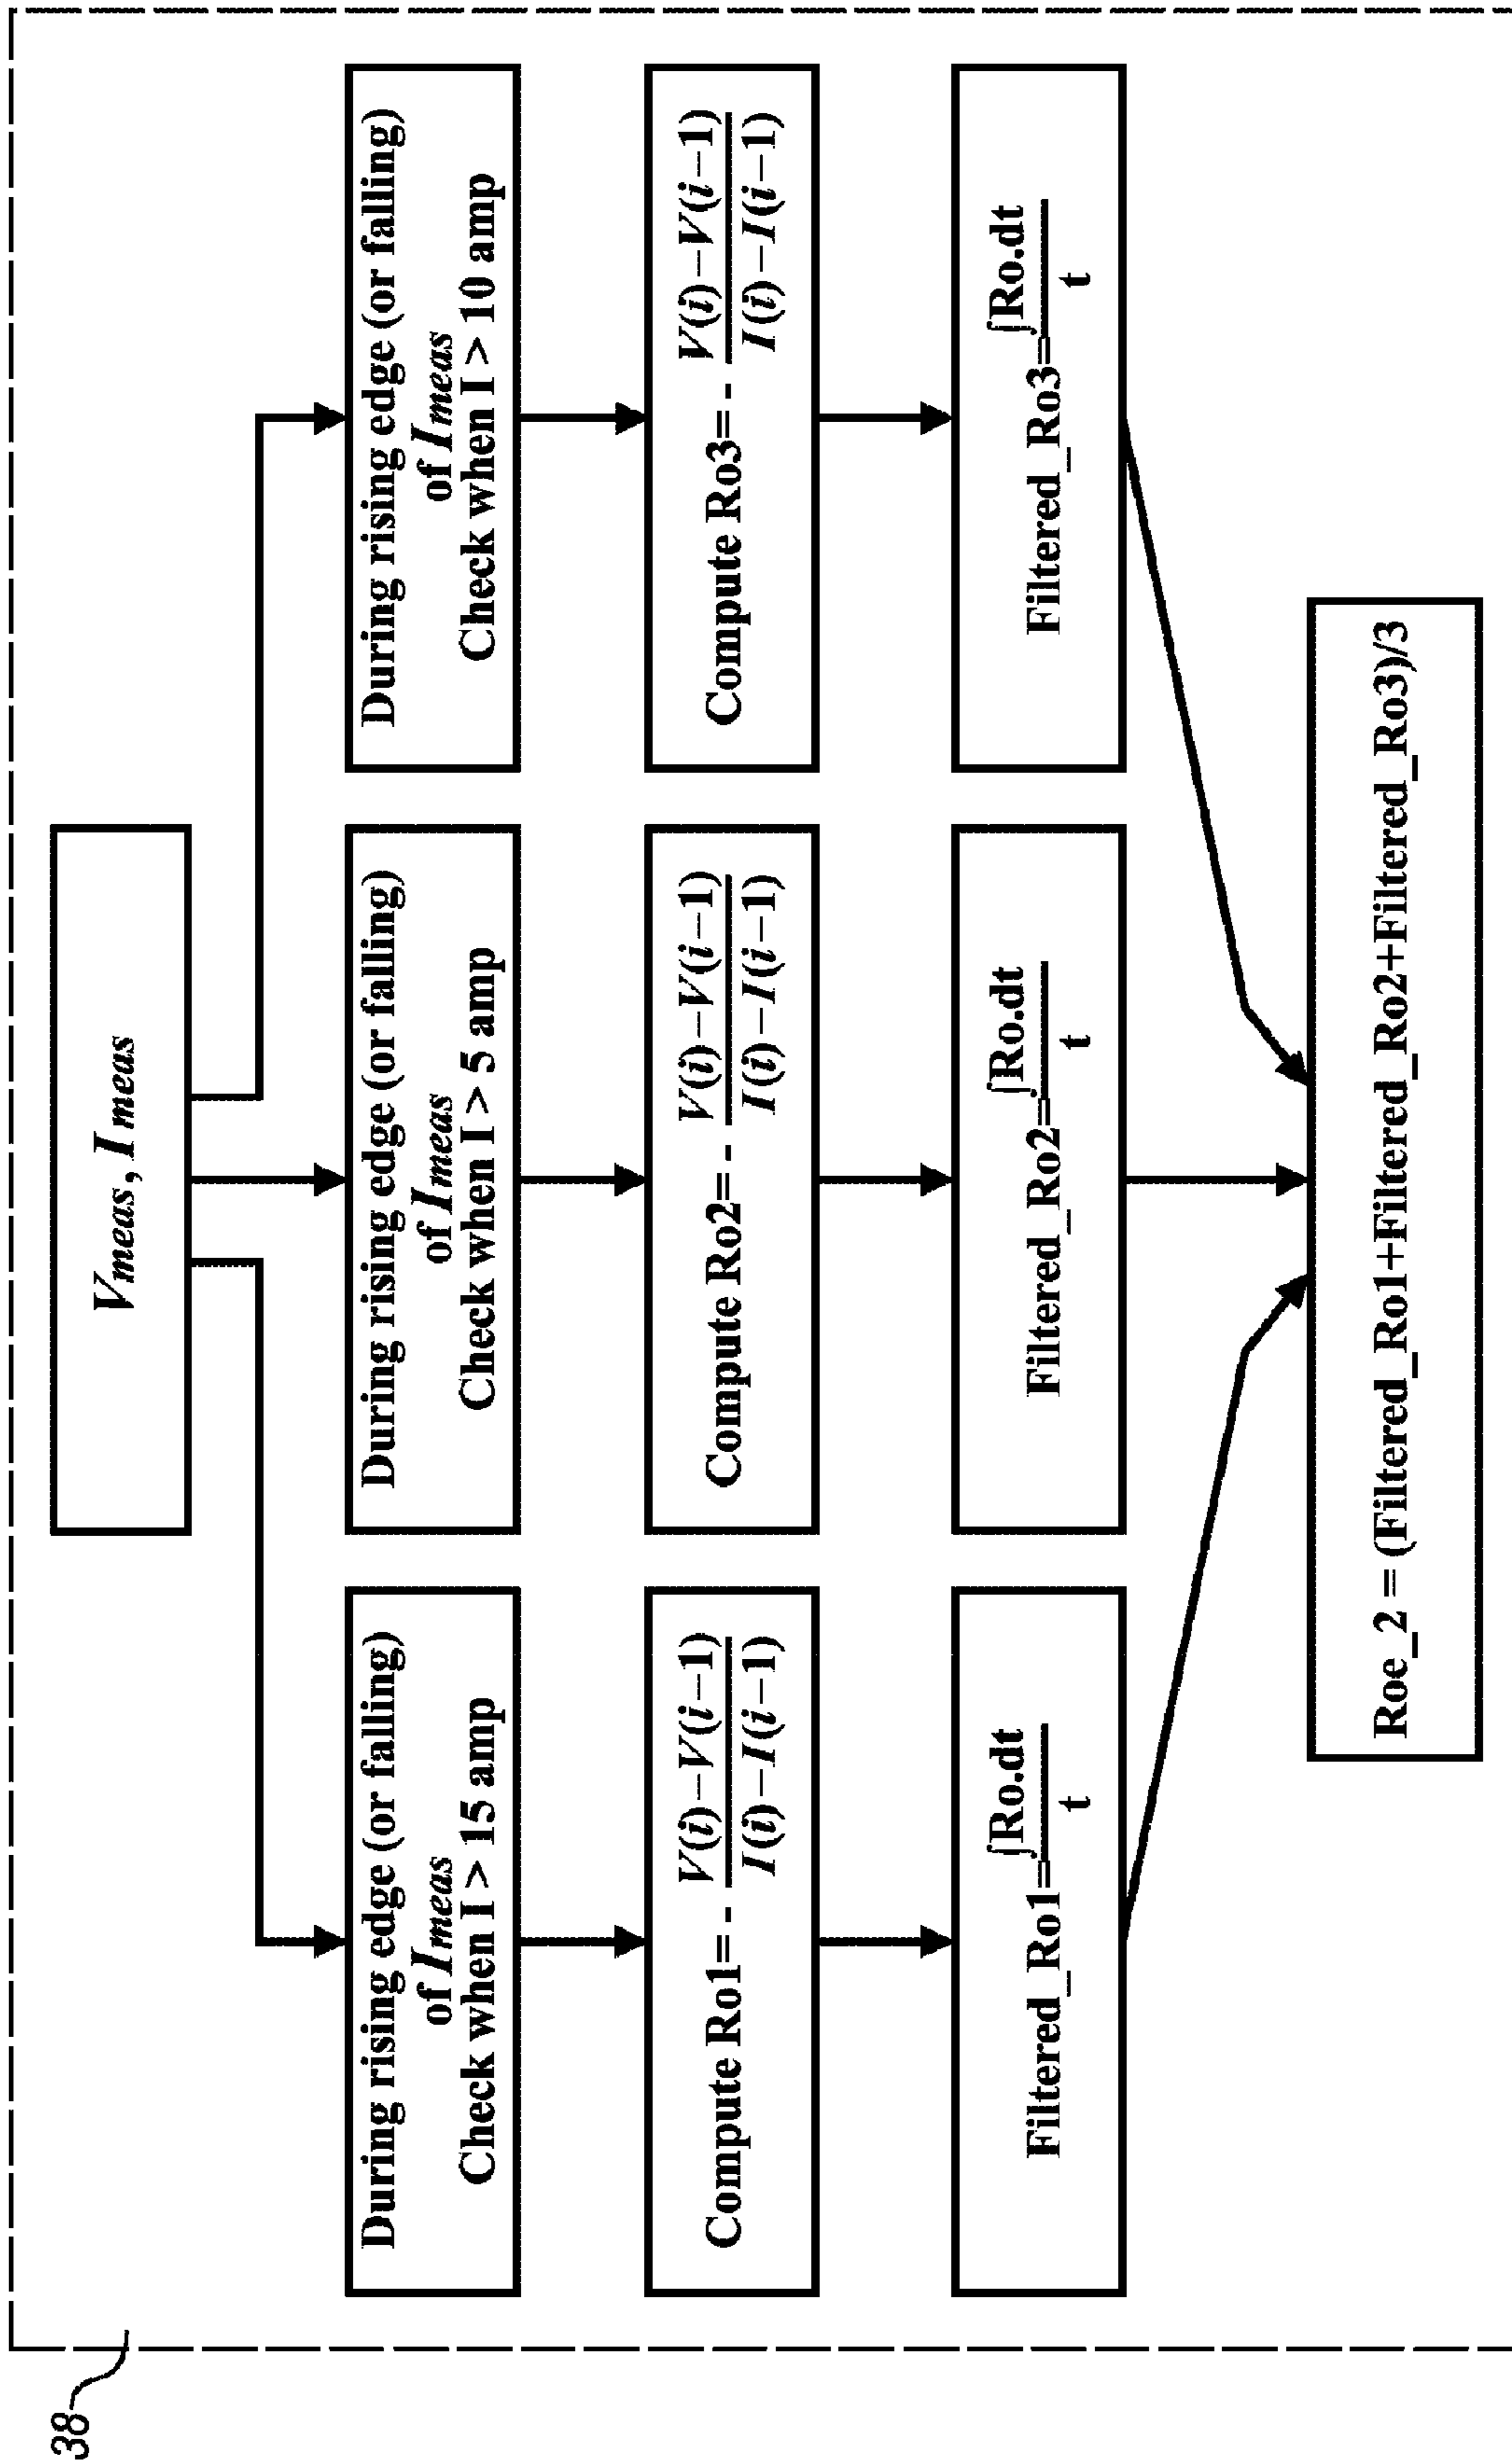 38
Vmeas, Imeas
During rising edge (or falling)
of Imeas
Check when I > 15 amp
During rising edge (or falling)
of Imeas
Check when I > 5 amp
During rising edge (or falling)
of Imeas
Check when I > 10 amp
Compute Ro1= - V(i)−V(i−1) / I(i)−I(i−1)
Compute Ro2= - V(i)−V(i−1) / I(i)−I(i−1)
Compute Ro3= - V(i)−V(i−1) / I(i)−I(i−1)
Filtered_Ro1= ∫Ro.dt / t
Filtered_Ro2= ∫Ro.dt / t
Filtered_Ro3= ∫Ro.dt / t
Roe_2 = (Filtered_Ro1+Filtered_Ro2+Filtered_Ro3)/3